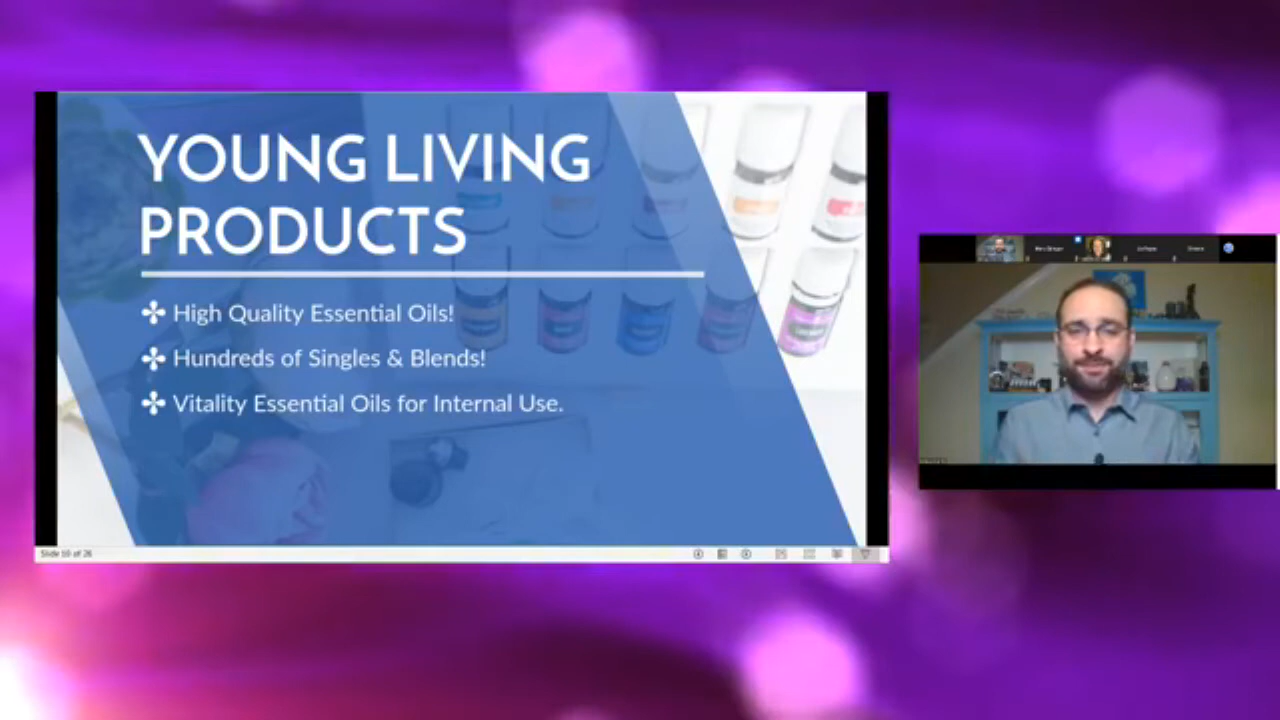 YOUNG LIVING
PRODUCTS
High Quality Essential Oils!
Hundreds of Singles & Blends!
Vitality Essential Oils for Internal Use.
Slide 10 of 26